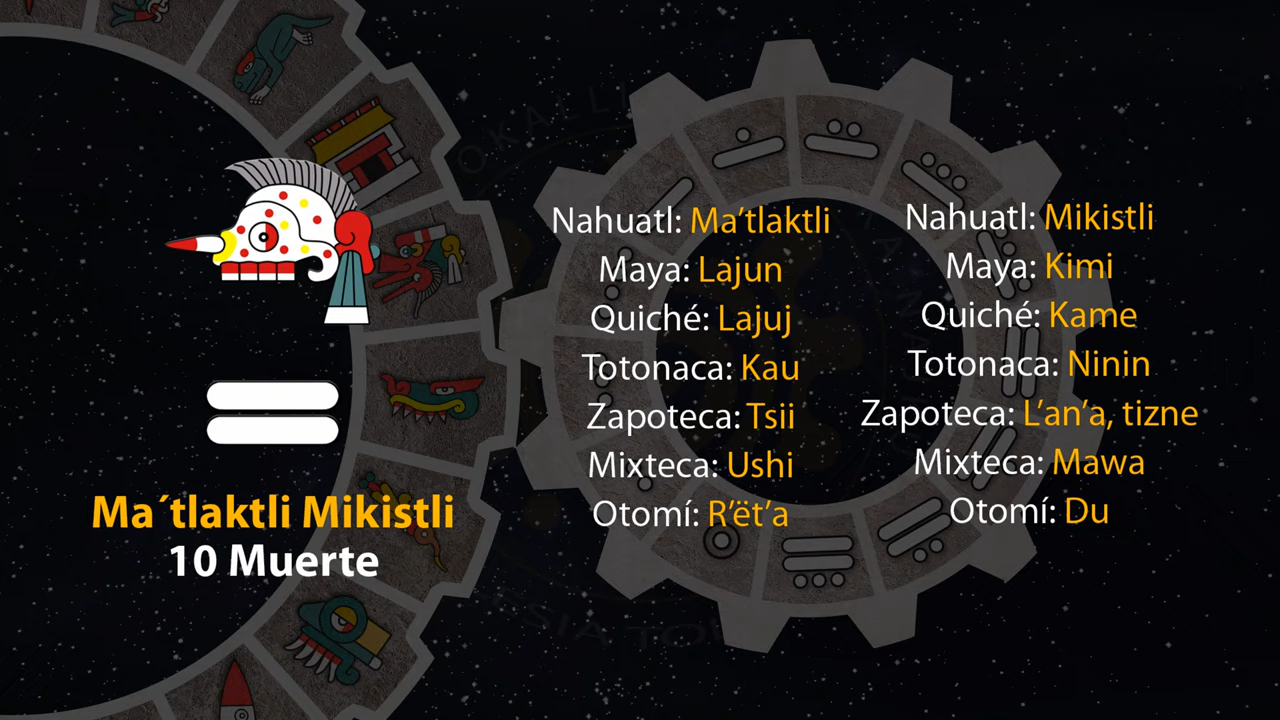 Ma´tlaktli Mikistli
10 Muerte
Nahuatl: Ma’tlaktli
Maya: Lajun
Quiché: Lajuj
Totonaca: Kau
Zapoteca: Tsii
Mixteca: Ushi
Otomí: R’ët’a
Nahuatl: Mikistli
Maya: Kimi
Quiché: Kame
Totonaca: Ninin
Zapoteca: L’an’a, tizne
Mixteca: Mawa
Otomí: Du